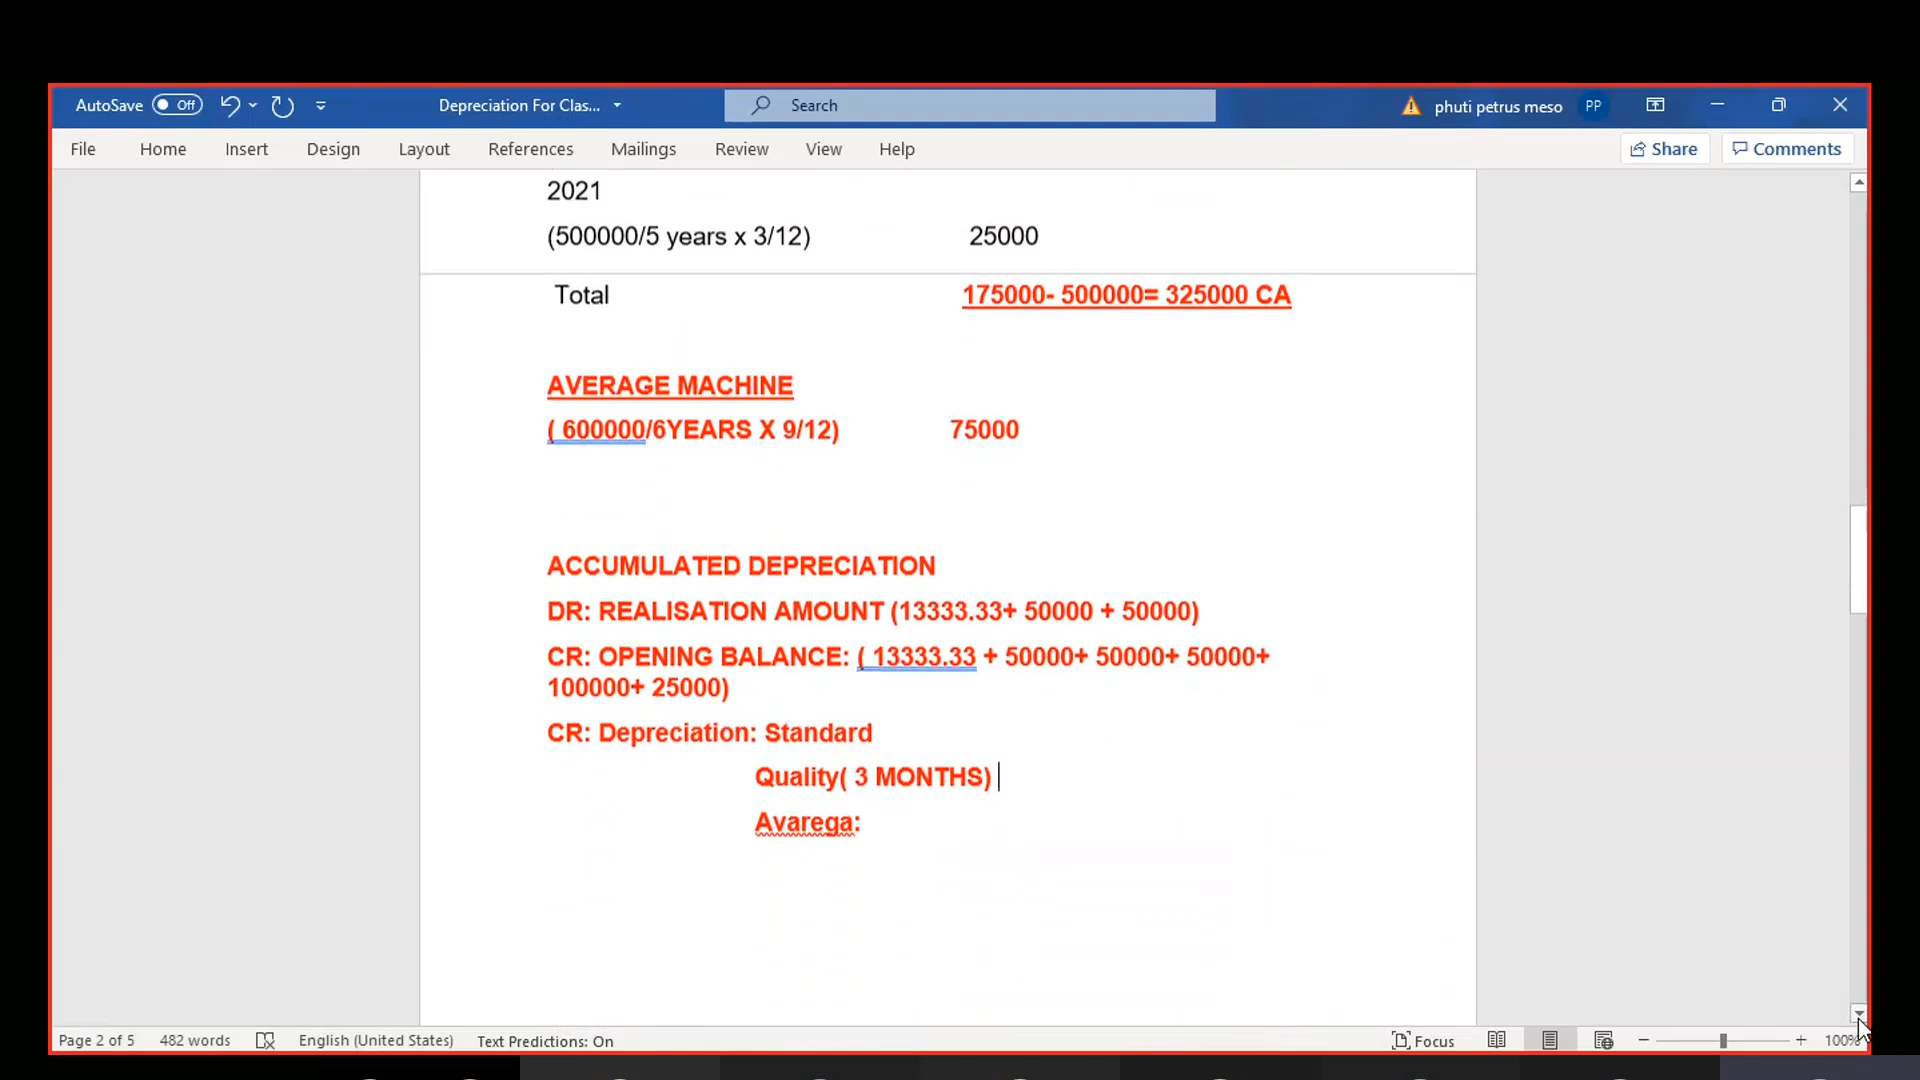 AutoSave Off Depreciation For Clas... Search phuti petrus meso PP
File Home Insert Design Layout References Mailings Review View Help Share Comments
2021
(500000/5 years x 3/12) 25000
Total 175000- 500000= 325000 CA
AVERAGE MACHINE
( 600000/6YEARS X 9/12) 75000
ACCUMULATED DEPRECIATION
DR: REALISATION AMOUNT (13333.33+ 50000 + 50000)
CR: OPENING BALANCE: ( 13333.33 + 50000+ 50000+ 50000+
100000+ 25000)
CR: Depreciation: Standard
Quality( 3 MONTHS)
Avarega:
Page 2 of 5 482 words English (United States) Text Predictions: On Focus 100%